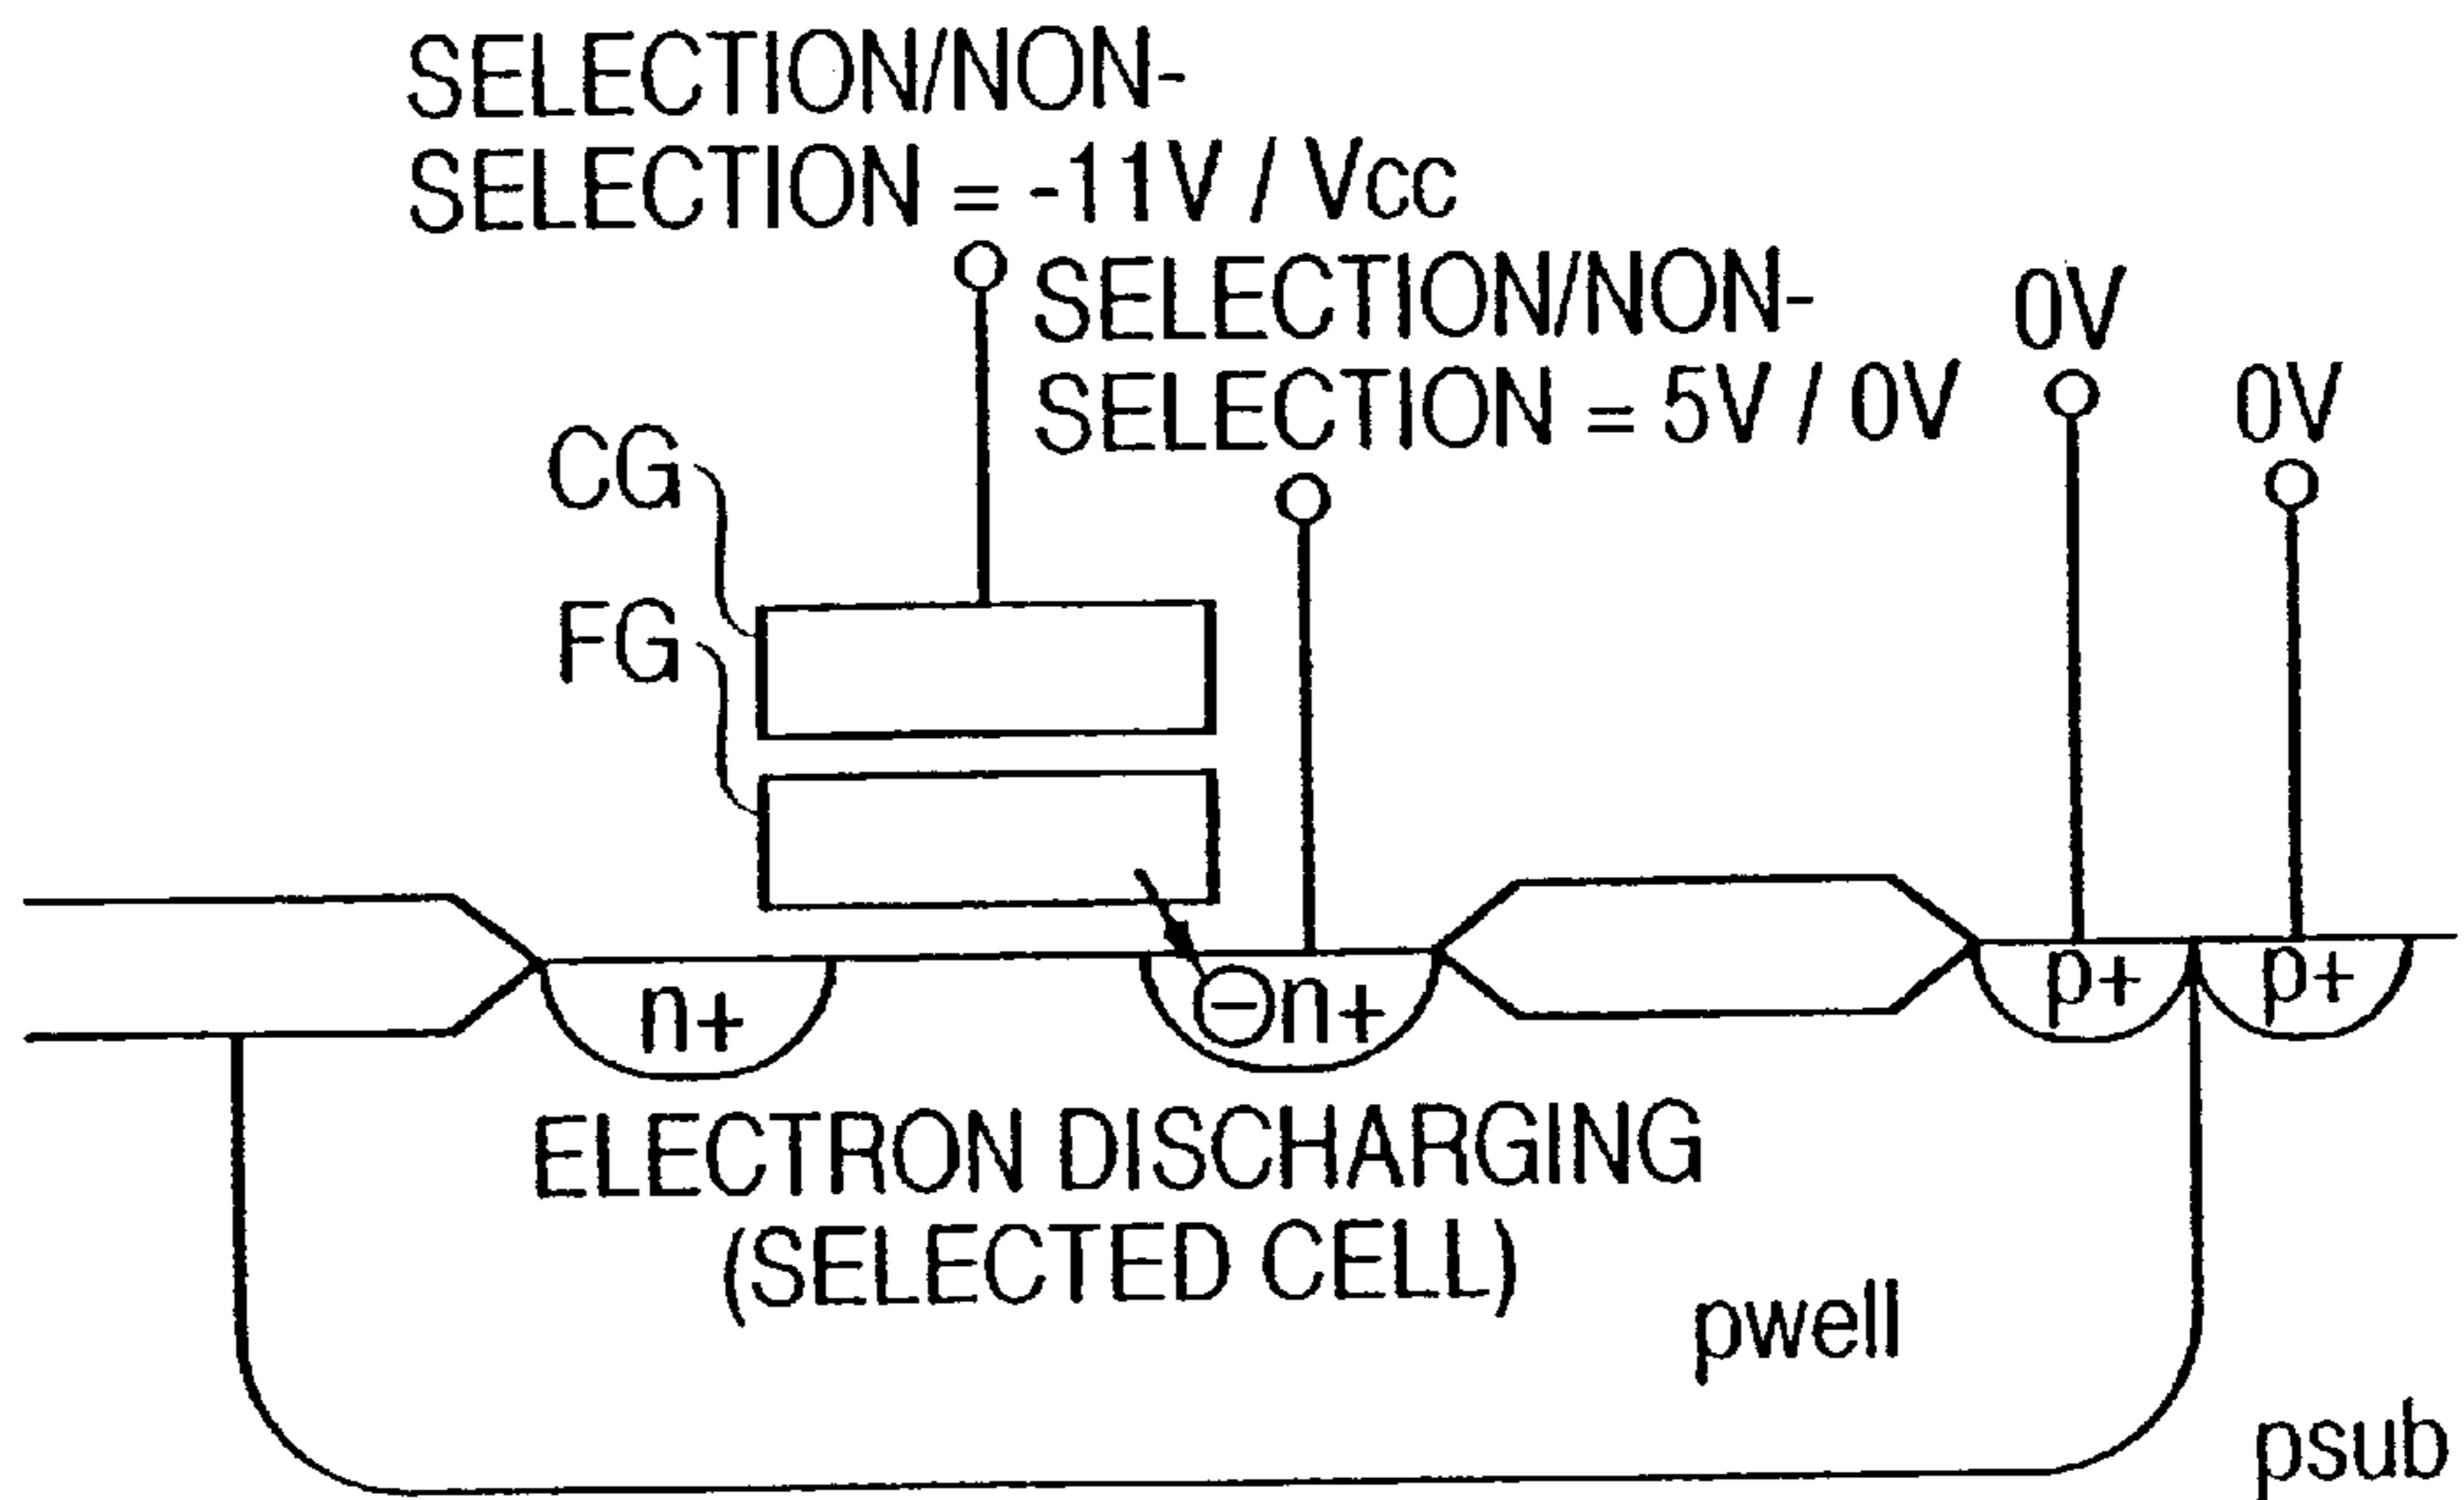 SELECTION/NON-
SELECTION = -11V / Vcc
SELECTION/NON-
SELECTION = 5V / 0V
0V
0V
CG
FG
n+
⊖n+
p+
p+
ELECTRON DISCHARGING
(SELECTED CELL)
pwell
psub